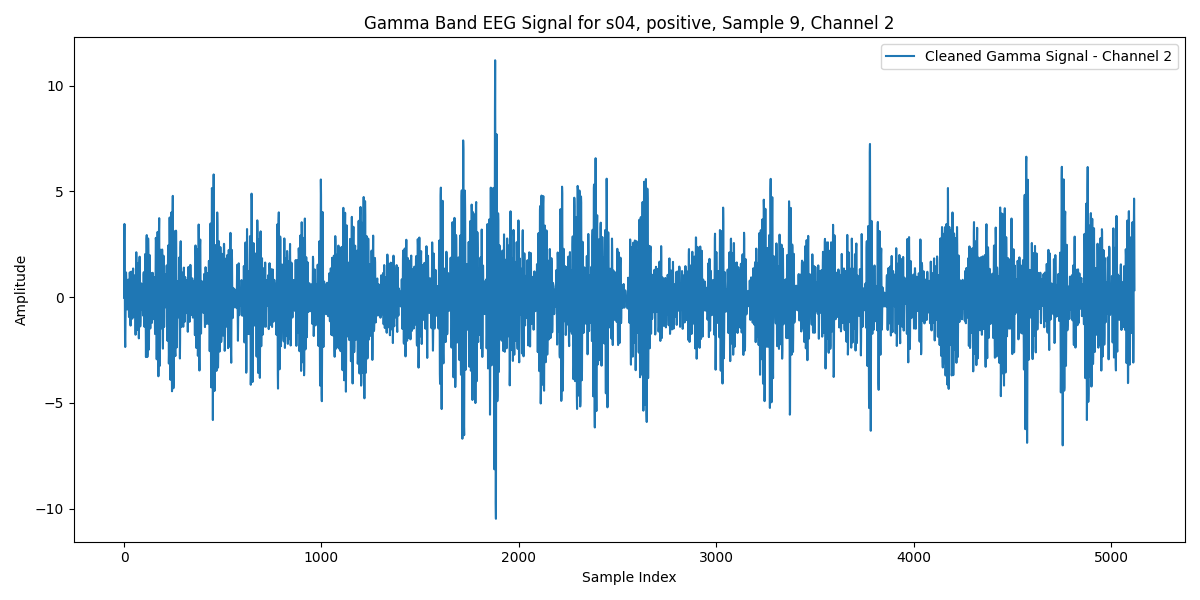 Gamma Band EEG Signal for s04, positive, Sample 9, Channel 2
Cleaned Gamma Signal - Channel 2
Amplitude
10
5
0
−5
−10
0 1000 2000 3000 4000 5000
Sample Index